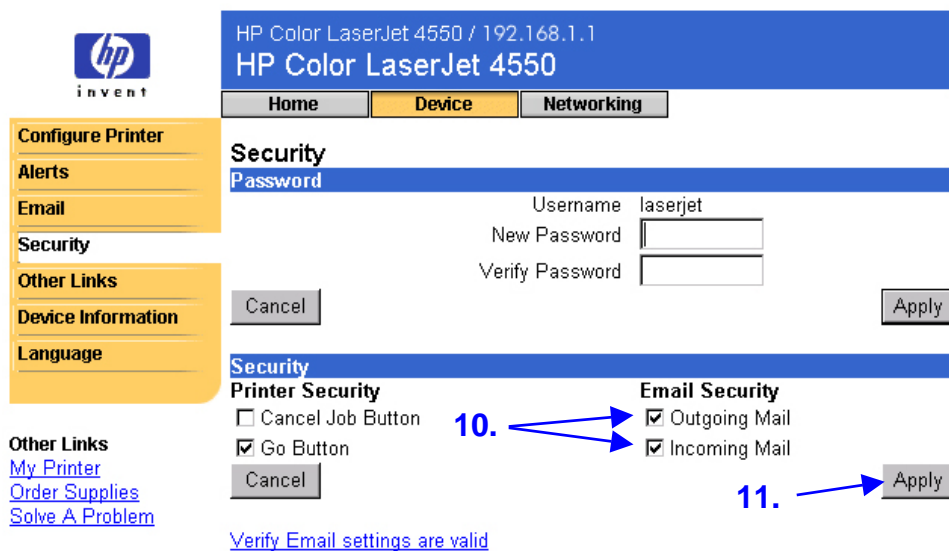 hp
invent
HP Color LaserJet 4550 / 192.168.1.1
HP Color LaserJet 4550
Home Device Networking
Configure Printer
Alerts
Email
Security
Other Links
Device Information
Language
Other Links
My Printer
Order Supplies
Solve A Problem
Security
Password
Username laserjet
New Password
Verify Password
Cancel Apply
Security
Printer Security Email Security
Cancel Job Button 10. Outgoing Mail
Go Button Incoming Mail
Cancel 11. Apply
Verify Email settings are valid